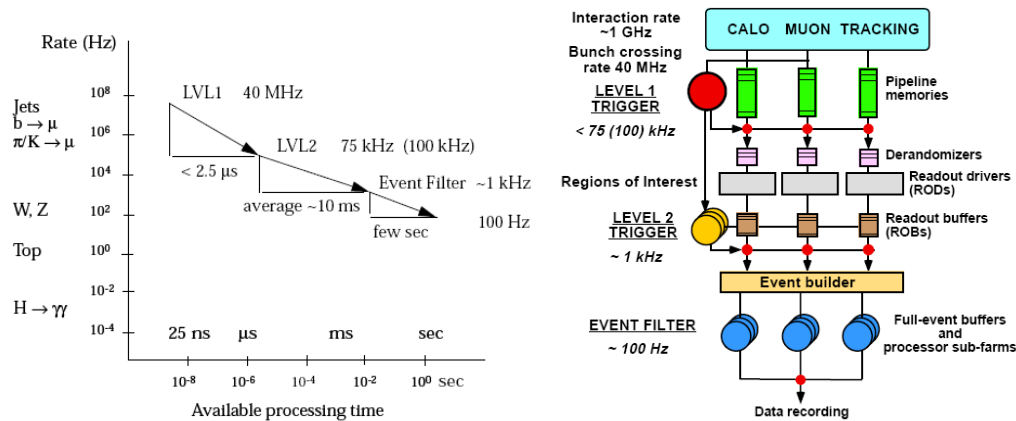 Rate (Hz)
10⁸
10⁶
10⁴
10²
10⁰
10⁻²
10⁻⁴
Jets
b → μ
π/K → μ
W, Z
Top
H → γγ
LVL1 40 MHz
LVL2 75 kHz (100 kHz)
< 2.5 μs
Event Filter ~1 kHz
average ~10 ms
100 Hz
few sec
25 ns μs ms sec
10⁻⁸ 10⁻⁶ 10⁻⁴ 10⁻² 10⁰ sec
Available processing time
Interaction rate
~1 GHz
Bunch crossing
rate 40 MHz
LEVEL 1
TRIGGER
< 75 (100) kHz
Regions of Interest
LEVEL 2
TRIGGER
~ 1 kHz
EVENT FILTER
~ 100 Hz
CALO MUON TRACKING
Pipeline
memories
Derandomizers
Readout drivers
(RODs)
Readout buffers
(ROBs)
Event builder
Full-event buffers
and
processor sub-farms
Data recording